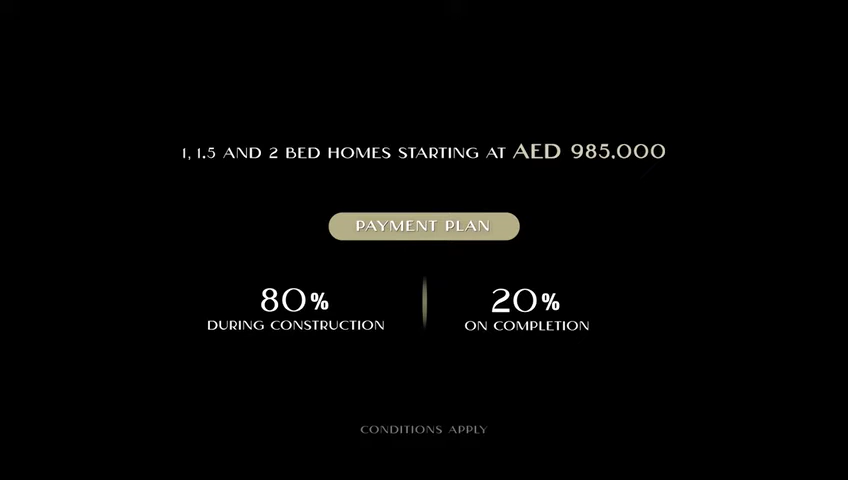 1, 1.5 AND 2 BED HOMES STARTING AT AED 985,000
PAYMENT PLAN
80% 20%
DURING CONSTRUCTION ON COMPLETION
CONDITIONS APPLY